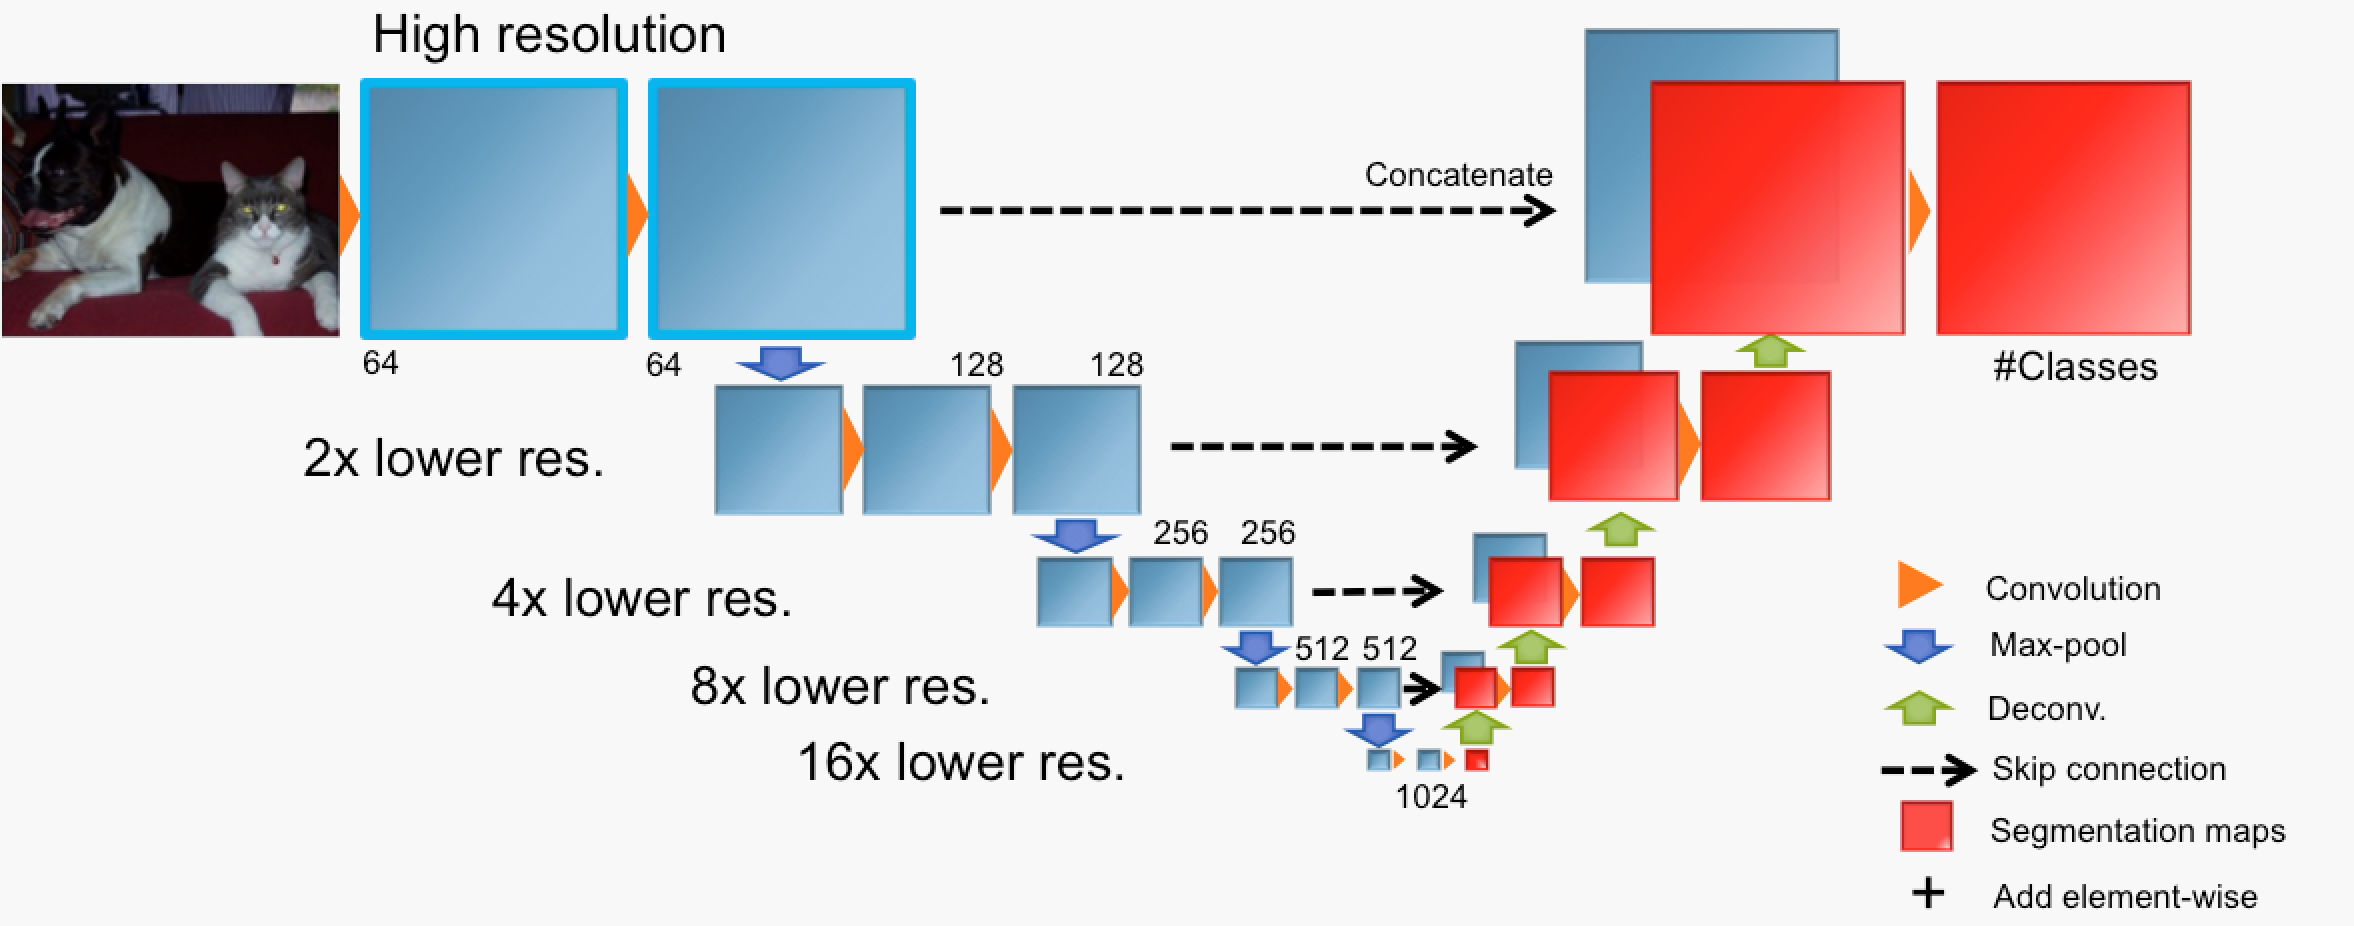 High resolution
Concatenate
64
64
128
128
#Classes
2x lower res.
256
256
4x lower res.
512
512
8x lower res.
16x lower res.
1024
Convolution
Max-pool
Deconv.
Skip connection
Segmentation maps
+ Add element-wise